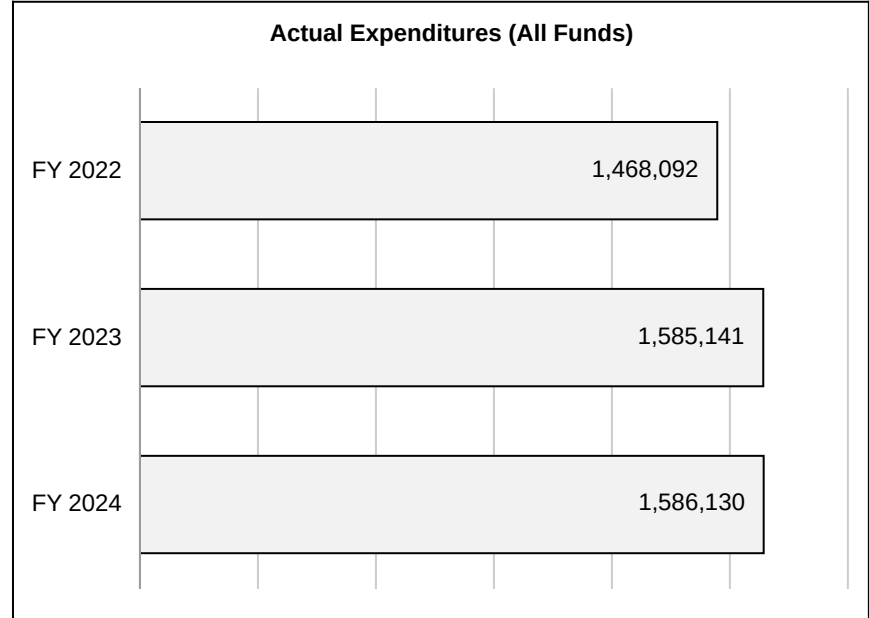 Actual Expenditures (All Funds)
FY 2022
1,468,092
FY 2023
1,585,141
FY 2024
1,586,130